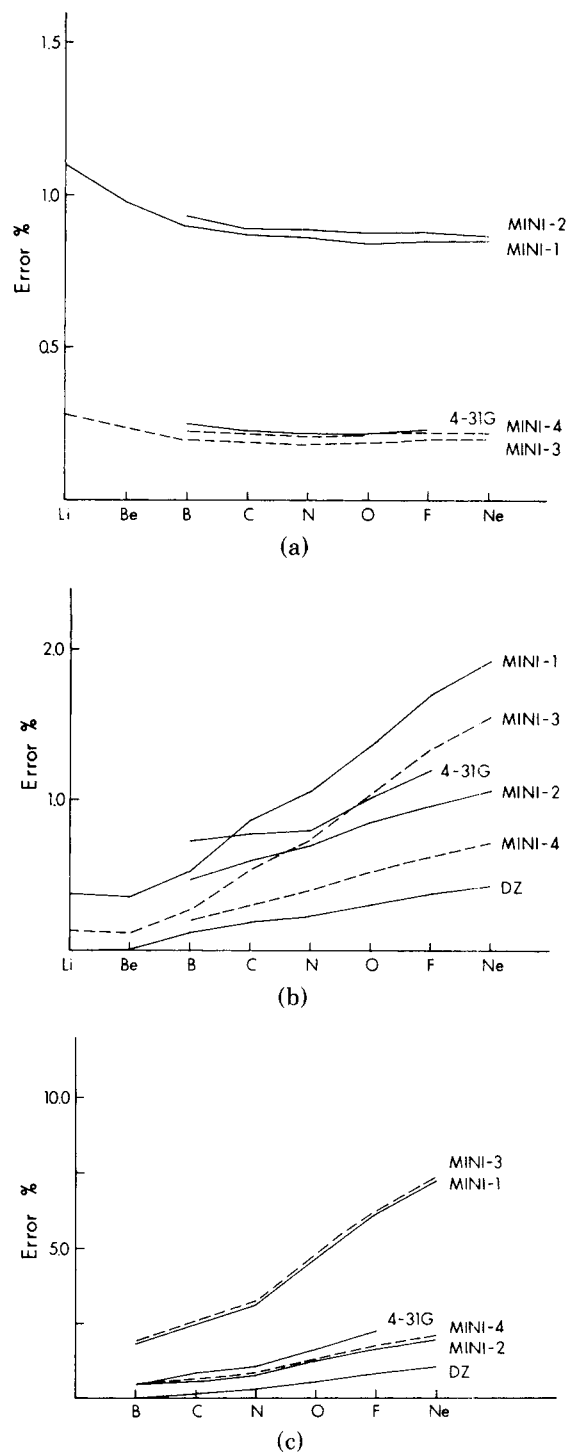 1.5
1.0
0.5
Error %
MINI-2
MINI-1
4-31G
MINI-4
MINI-3
Li Be B C N O F Ne
(a)
2.0
1.0
Error %
MINI-1
MINI-3
4-31G
MINI-2
MINI-4
DZ
Li Be B C N O F Ne
(b)
10.0
5.0
Error %
MINI-3
MINI-1
4-31G
MINI-4
MINI-2
DZ
B C N O F Ne
(c)